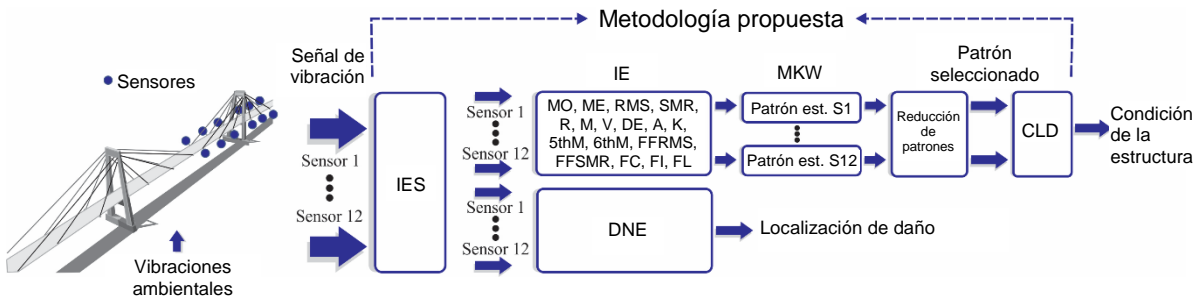 Metodología propuesta
Sensores
Señal de
vibración
Sensor 1
Sensor 12
Vibraciones
ambientales
IES
Sensor 1
Sensor 12
Sensor 1
Sensor 12
IE
MO, ME, RMS, SMR,
R, M, V, DE, A, K,
5thM, 6thM, FFRMS,
FFSMR, FC, FI, FL
DNE
Localización de daño
MKW
Patrón est. S1
Patrón est. S12
Patrón
seleccionado
Reducción
de
patrones
CLD
Condición
de la
estructura